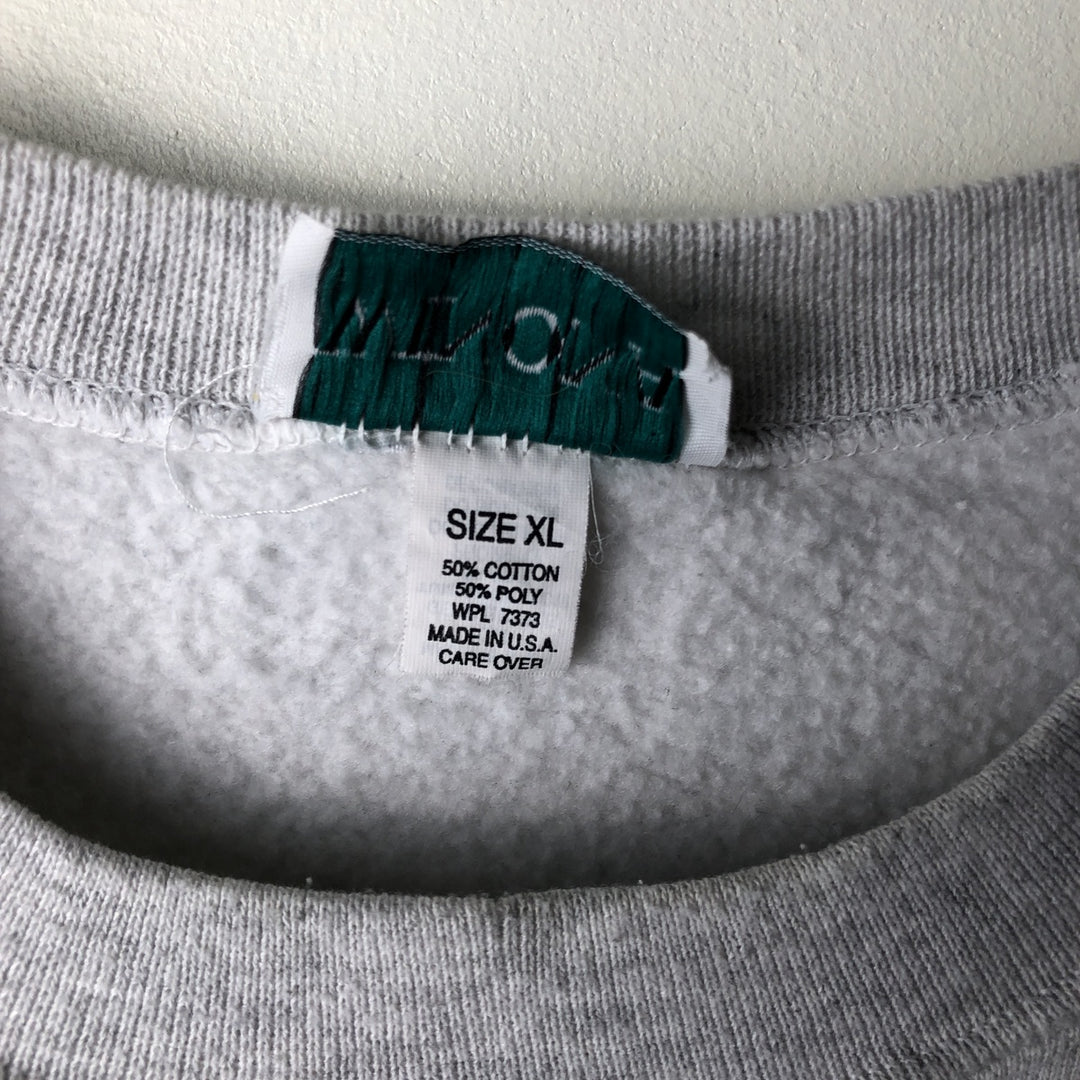 SIZE XL
50% COTTON
50% POLY
WPL 7373
MADE IN U.S.A.
CARE OVER